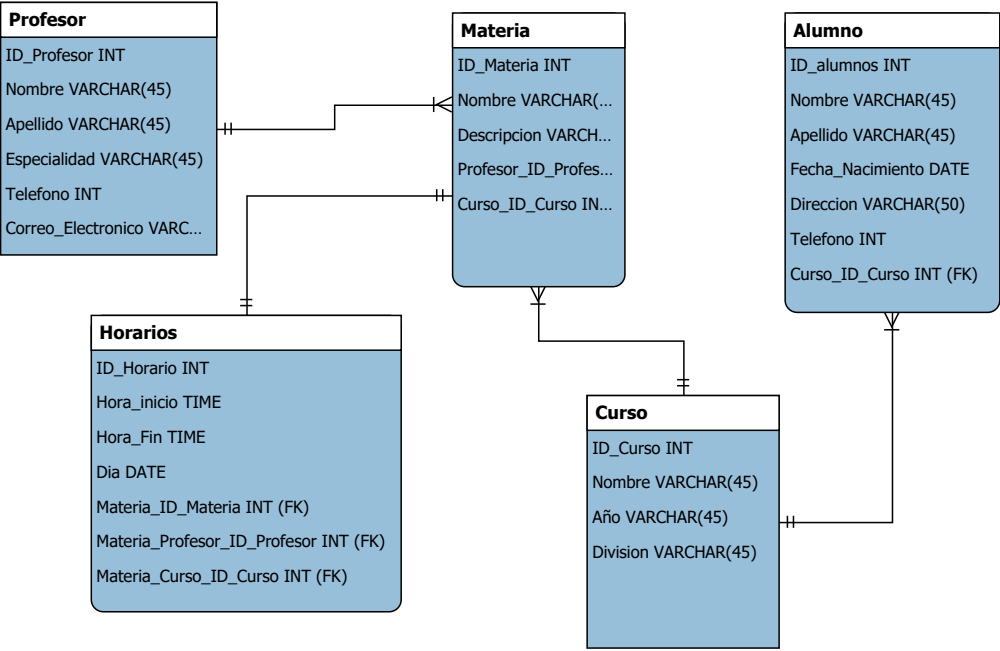 Profesor
ID_Profesor INT
Nombre VARCHAR(45)
Apellido VARCHAR(45)
Especialidad VARCHAR(45)
Telefono INT
Correo_Electronico VARC...
Materia
ID_Materia INT
Nombre VARCHAR(...
Descripcion VARCH...
Profesor_ID_Profes...
Curso_ID_Curso IN...
Alumno
ID_alumnos INT
Nombre VARCHAR(45)
Apellido VARCHAR(45)
Fecha_Nacimiento DATE
Direccion VARCHAR(50)
Telefono INT
Curso_ID_Curso INT (FK)
Horarios
ID_Horario INT
Hora_inicio TIME
Hora_Fin TIME
Dia DATE
Materia_ID_Materia INT (FK)
Materia_Profesor_ID_Profesor INT (FK)
Materia_Curso_ID_Curso INT (FK)
Curso
ID_Curso INT
Nombre VARCHAR(45)
Año VARCHAR(45)
Division VARCHAR(45)